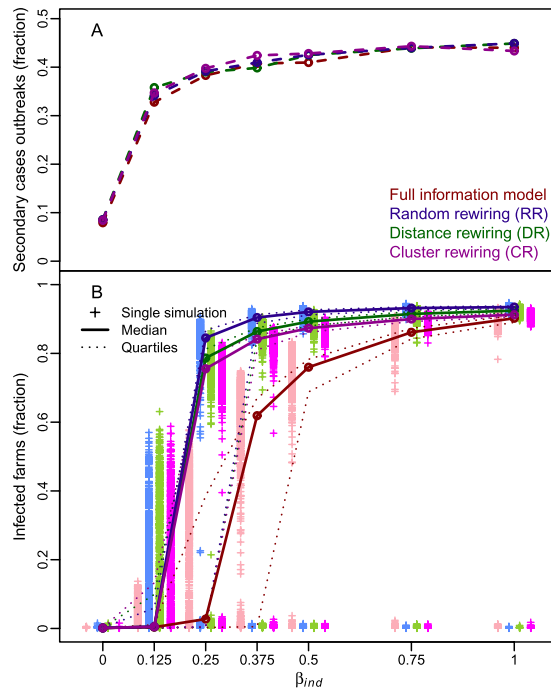 A
Secondary cases outbreaks (fraction)
0.5
0.4
0.3
0.2
0.1
0
Full information model
Random rewiring (RR)
Distance rewiring (DR)
Cluster rewiring (CR)
B
Infected farms (fraction)
1
0.8
0.6
0.4
0.2
0
+ Single simulation
Median
Quartiles
0 0.125 0.25 0.375 0.5 0.75 1
βind